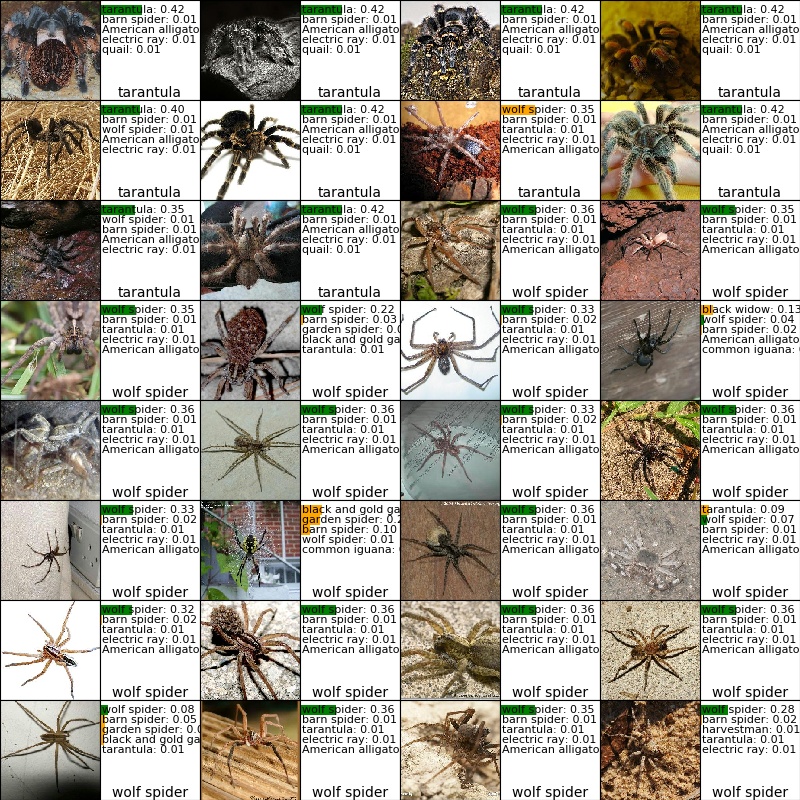 tarantula: 0.42
barn spider: 0.01
American alligato
electric ray: 0.01
quail: 0.01
tarantula
tarantula: 0.42
barn spider: 0.01
American alligato
electric ray: 0.01
quail: 0.01
tarantula
tarantula: 0.42
barn spider: 0.01
American alligato
electric ray: 0.01
quail: 0.01
tarantula
tarantula: 0.42
barn spider: 0.01
American alligato
electric ray: 0.01
quail: 0.01
tarantula
tarantula: 0.40
barn spider: 0.01
wolf spider: 0.01
American alligato
electric ray: 0.01
tarantula
tarantula: 0.42
barn spider: 0.01
American alligato
electric ray: 0.01
quail: 0.01
tarantula
wolf spider: 0.35
barn spider: 0.01
tarantula: 0.01
electric ray: 0.01
American alligato
tarantula
tarantula: 0.42
barn spider: 0.01
American alligato
electric ray: 0.01
quail: 0.01
tarantula
tarantula: 0.35
wolf spider: 0.01
barn spider: 0.01
American alligato
electric ray: 0.01
tarantula
tarantula: 0.42
barn spider: 0.01
American alligato
electric ray: 0.01
quail: 0.01
tarantula
wolf spider: 0.36
barn spider: 0.01
tarantula: 0.01
electric ray: 0.01
American alligato
wolf spider
wolf spider: 0.35
barn spider: 0.01
tarantula: 0.01
electric ray: 0.01
American alligato
wolf spider
wolf spider: 0.35
barn spider: 0.01
tarantula: 0.01
electric ray: 0.01
American alligato
wolf spider
wolf spider: 0.22
barn spider: 0.03
garden spider: 0.0
black and gold ga
tarantula: 0.01
wolf spider
wolf spider: 0.33
barn spider: 0.02
tarantula: 0.01
electric ray: 0.01
American alligato
wolf spider
black widow: 0.13
wolf spider: 0.04
barn spider: 0.02
American alligato
common iguana:
wolf spider
wolf spider: 0.36
barn spider: 0.01
tarantula: 0.01
electric ray: 0.01
American alligato
wolf spider
wolf spider: 0.36
barn spider: 0.01
tarantula: 0.01
electric ray: 0.01
American alligato
wolf spider
wolf spider: 0.33
barn spider: 0.02
tarantula: 0.01
electric ray: 0.01
American alligato
wolf spider
wolf spider: 0.36
barn spider: 0.01
tarantula: 0.01
electric ray: 0.01
American alligato
wolf spider
wolf spider: 0.33
barn spider: 0.02
tarantula: 0.01
electric ray: 0.01
American alligato
wolf spider
black and gold ga
garden spider: 0.2
barn spider: 0.10
wolf spider: 0.01
common iguana:
wolf spider
wolf spider: 0.36
barn spider: 0.01
tarantula: 0.01
electric ray: 0.01
American alligato
wolf spider
tarantula: 0.09
wolf spider: 0.07
barn spider: 0.01
electric ray: 0.01
American alligato
wolf spider
wolf spider: 0.32
barn spider: 0.02
tarantula: 0.01
electric ray: 0.01
American alligato
wolf spider
wolf spider: 0.36
barn spider: 0.01
tarantula: 0.01
electric ray: 0.01
American alligato
wolf spider
wolf spider: 0.36
barn spider: 0.01
tarantula: 0.01
electric ray: 0.01
American alligato
wolf spider
wolf spider: 0.36
barn spider: 0.01
tarantula: 0.01
electric ray: 0.01
American alligato
wolf spider
wolf spider: 0.08
barn spider: 0.05
garden spider: 0.0
black and gold ga
tarantula: 0.01
wolf spider
wolf spider: 0.36
barn spider: 0.01
tarantula: 0.01
electric ray: 0.01
American alligato
wolf spider
wolf spider: 0.35
barn spider: 0.01
tarantula: 0.01
electric ray: 0.01
American alligato
wolf spider
wolf spider: 0.28
barn spider: 0.02
harvestman: 0.01
tarantula: 0.01
electric ray: 0.01
wolf spider